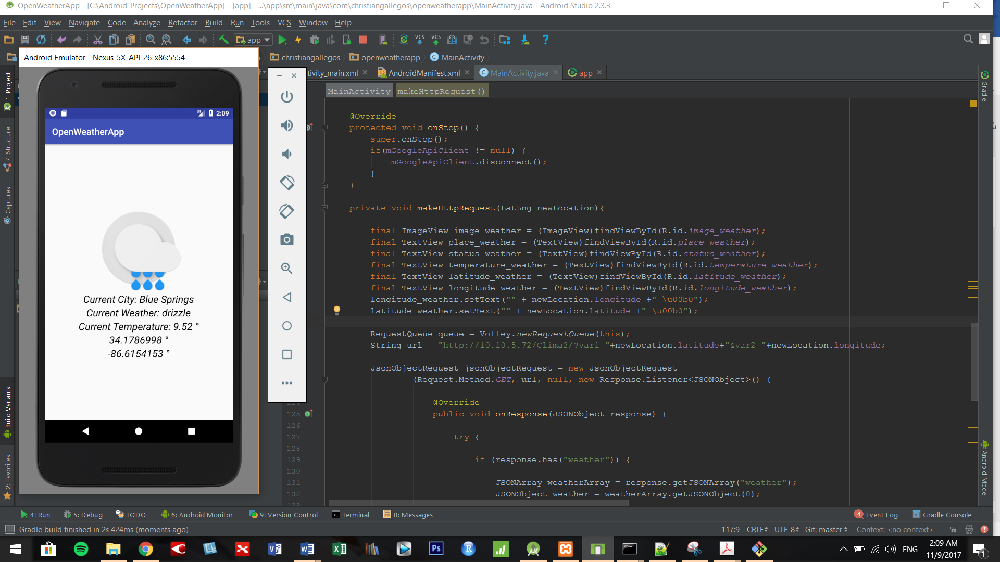 OpenWeatherApp - [C:\Android_Projects\OpenWeatherApp] - [app] - ...\app\src\main\java\com\christiangallegos\openweatherapp\MainActivity.java - Android Studio 2.3.3
File Edit View Navigate Code Analyze Refactor Build Run Tools VCS Window Help
app
VCS VCS
Android Emulator - Nexus_5X_API_26_x86:5554
christiangallegos openweatherapp MainActivity
tivity_main.xml AndroidManifest.xml MainActivity.java app
MainActivity makeHttpRequest()
1: Project
7: Structure
Captures
Build Variants
2: Favorites
Gradle
Android Model
LTE 2:09
OpenWeatherApp
Current City: Blue Springs
Current Weather: drizzle
Current Temperature: 9.52 °
34.1786998 °
-86.6154153 °
@Override
protected void onStop() {
super.onStop();
if(mGoogleApiClient != null) {
mGoogleApiClient.disconnect();
}
}
private void makeHttpRequest(LatLng newLocation){
final ImageView image_weather = (ImageView)findViewById(R.id.image_weather);
final TextView place_weather = (TextView)findViewById(R.id.place_weather);
final TextView status_weather = (TextView)findViewById(R.id.status_weather);
final TextView temperature_weather = (TextView)findViewById(R.id.temperature_weather);
final TextView latitude_weather = (TextView)findViewById(R.id.latitude_weather);
final TextView longitude_weather = (TextView)findViewById(R.id.longitude_weather);
longitude_weather.setText("" + newLocation.longitude +" \u00b0");
latitude_weather.setText("" + newLocation.latitude +" \u00b0");
RequestQueue queue = Volley.newRequestQueue(this);
String url = "http://10.10.5.72/Clima2/?var1="+newLocation.latitude+"&var2="+newLocation.longitude;
JsonObjectRequest jsonObjectRequest = new JsonObjectRequest
(Request.Method.GET, url, null, new Response.Listener<JSONObject>() {
124 @Override
125 public void onResponse(JSONObject response) {
126
127 try {
128
129 if (response.has("weather")) {
130
131 JSONArray weatherArray = response.getJSONArray("weather");
132 JSONObject weather = weatherArray.getJSONObject(0);
133
4: Run 5: Debug TODO 6: Android Monitor 9: Version Control Terminal 0: Messages 4 Event Log Gradle Console
Gradle build finished in 2s 424ms (moments ago) 117:9 CRLF UTF-8 Git: master Context: <no context>
Ps R ENG 2:09 AM
11/9/2017 1